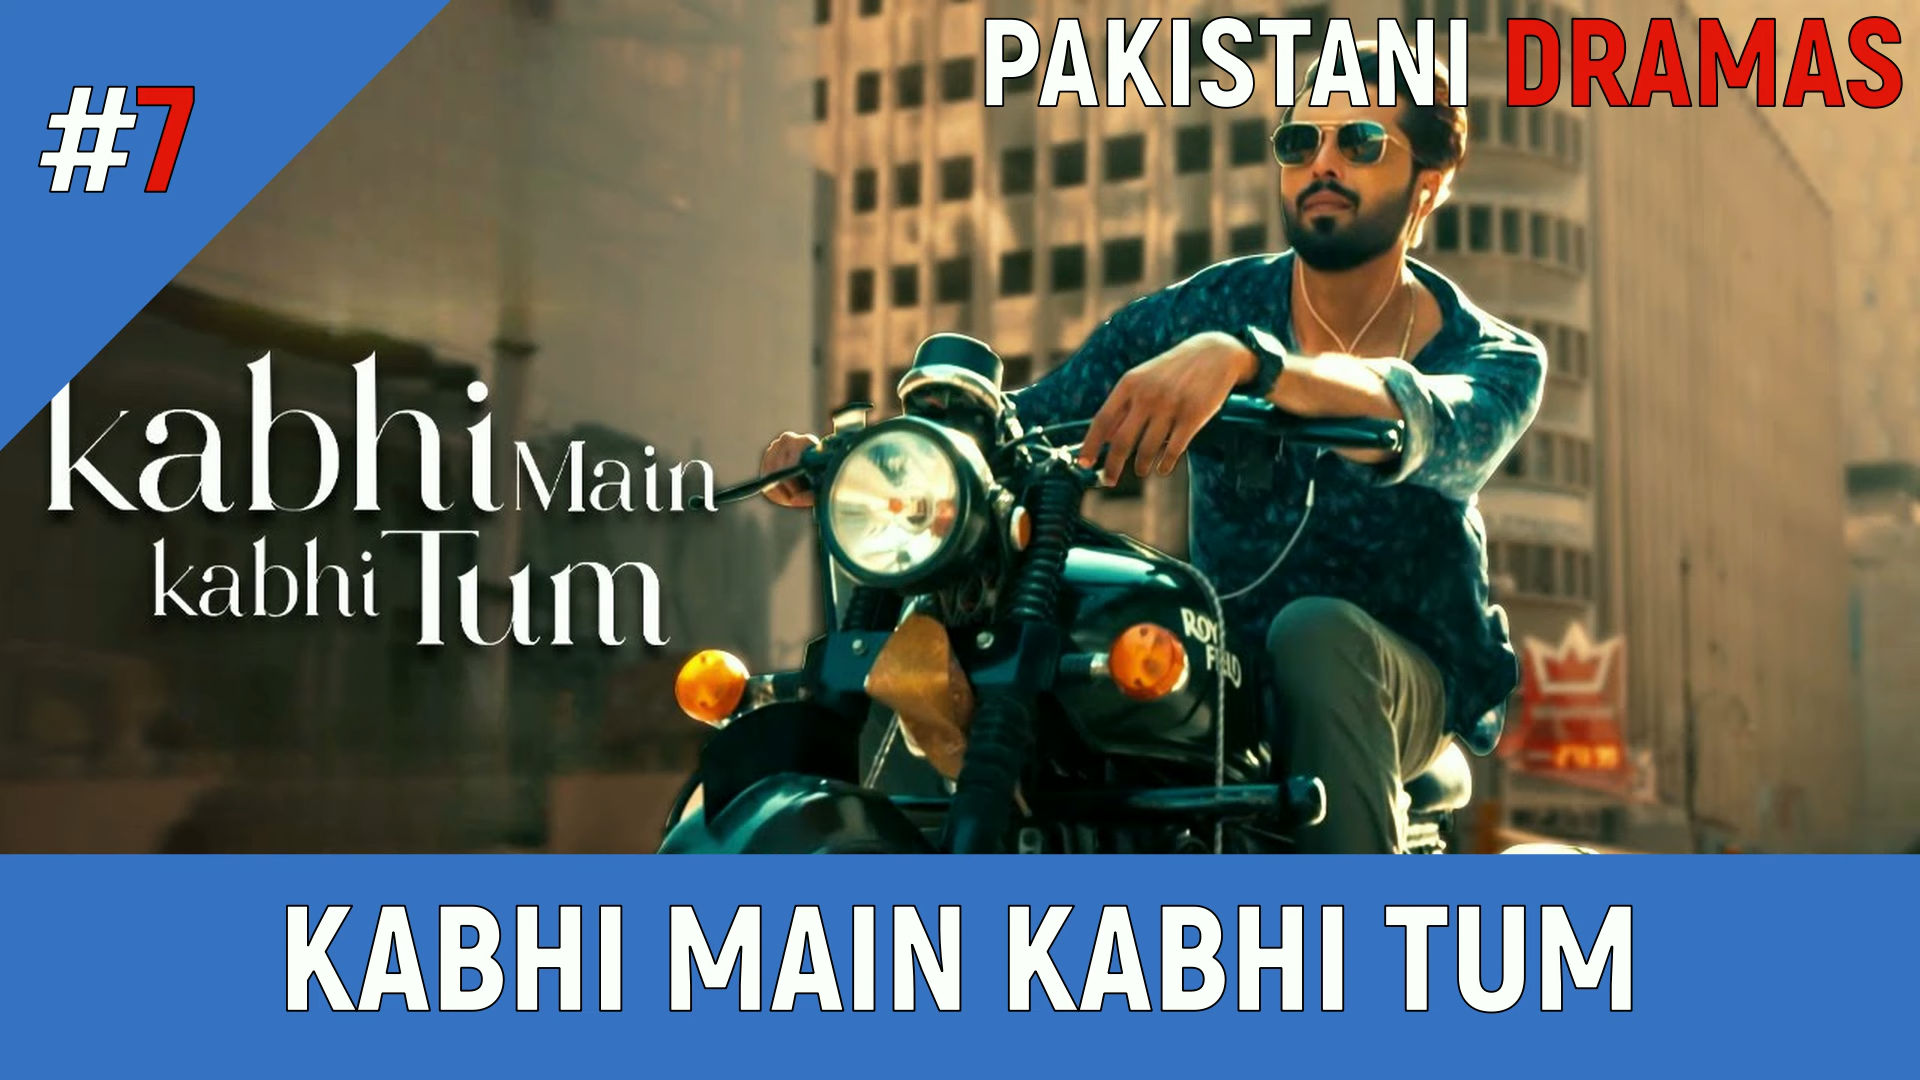 PAKISTANI DRAMAS
#7
kabhi Main
kabhi Tum
KABHI MAIN KABHI TUM